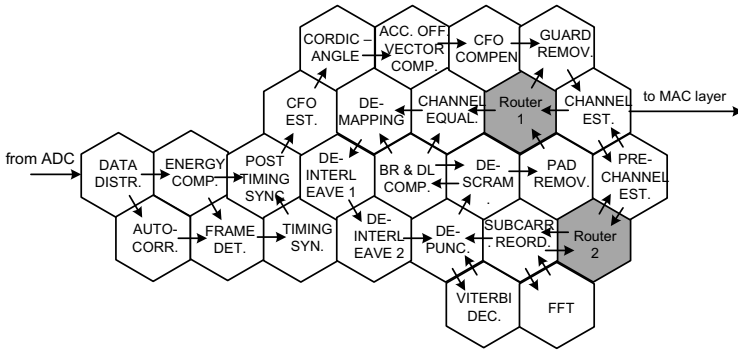 CORDIC –
ANGLE
ACC. OFF.
VECTOR
COMP.
CFO
COMPEN
GUARD
REMOV.
CFO
EST.
DE-
MAPPING
CHANNEL
EQUAL.
Router
1
CHANNEL
EST.
to MAC layer
from ADC
DATA
DISTR.
ENERGY
COMP.
POST
TIMING
SYNC
DE-
INTERL
EAVE 1
BR & DL
COMP.
DE-
SCRAM
.
PAD
REMOV.
PRE-
CHANNEL
EST.
AUTO-
CORR.
FRAME
DET.
TIMING
SYN.
DE-
INTERL
EAVE 2
DE-
PUNC.
SUBCARR
REORD.
Router
2
VITERBI
DEC.
FFT